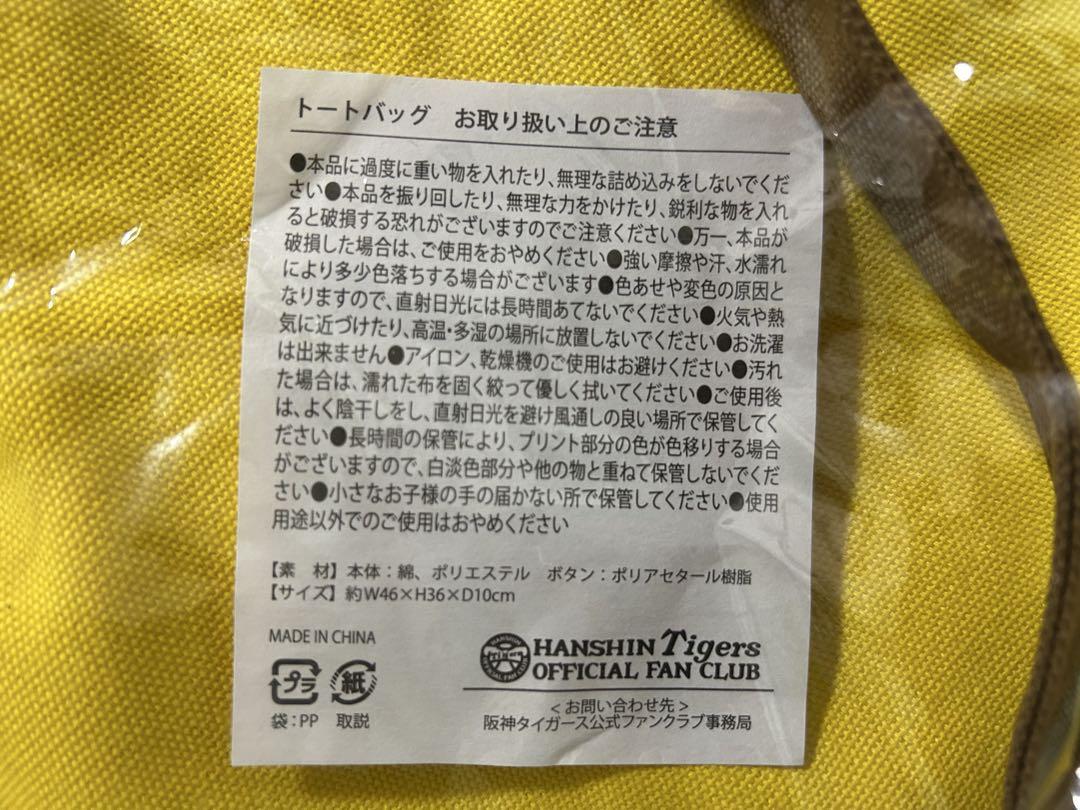 トートバッグ お取り扱い上のご注意
●本品に過度に重い物を入れたり、無理な詰め込みをしないでくだ
さい●本品を振り回したり、無理な力をかけたり、鋭利な物を入れ
ると破損する恐れがございますのでご注意ください●万一、本品が
破損した場合は、ご使用をおやめください●強い摩擦や汗、水濡れ
により多少色落ちする場合がございます●色あせや変色の原因と
なりますので、直射日光には長時間あてないでください●火気や熱
気に近づけたり、高温・多湿の場所に放置しないでください●お洗濯
は出来ません●アイロン、乾燥機のご使用はお避けください●汚れ
た場合は、濡れた布を固く絞って優しく拭いてください●ご使用後
は、よく陰干しをし、直射日光を避け風通しの良い場所で保管してく
ださい●長時間の保管により、プリント部分の色が色移りする場合
がございますので、白淡色部分や他の物と重ねて保管しないでくだ
さい●小さなお子様の手の届かない所で保管してください●使用
用途以外でのご使用はおやめください
【素 材】本体：綿、ポリエステル ボタン：ポリアセタール樹脂
【サイズ】約W46×H36×D10cm
MADE IN CHINA
プラ 紙
袋：PP 取説
HANSHIN Tigers
OFFICIAL FAN CLUB
＜お問い合わせ先＞
阪神タイガース公式ファンクラブ事務局